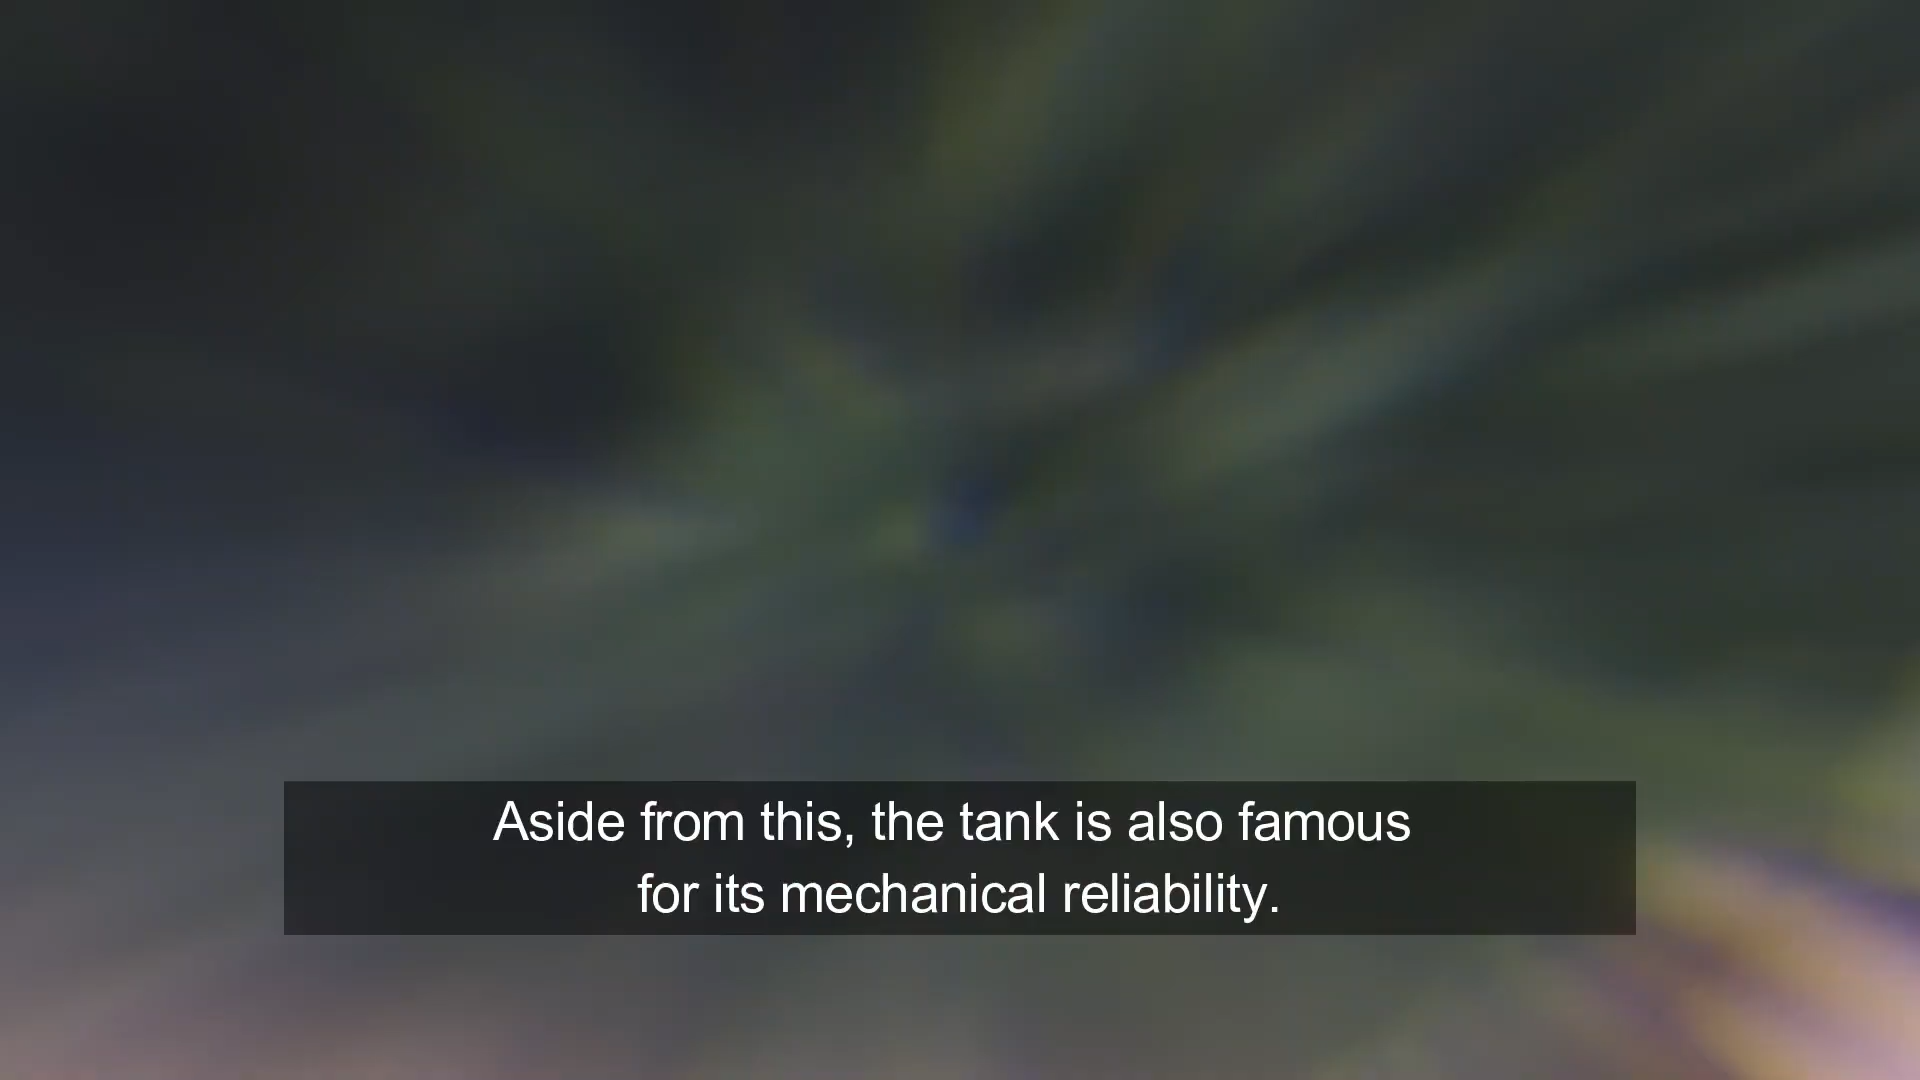 Aside from this, the tank is also famous
for its mechanical reliability.